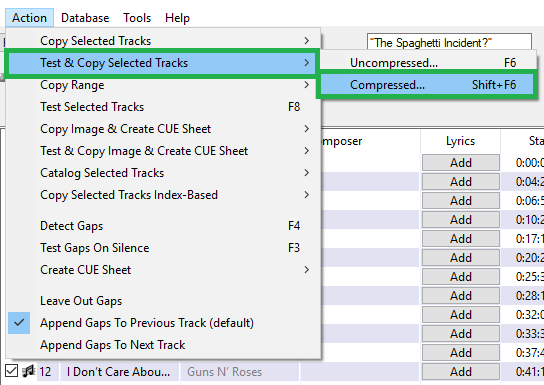 Action Database Tools Help
"The Spaghetti Incident?"
Copy Selected Tracks
Test & Copy Selected Tracks
Copy Range
Test Selected Tracks F8
Copy Image & Create CUE Sheet
Test & Copy Image & Create CUE Sheet
Catalog Selected Tracks
Copy Selected Tracks Index-Based
Detect Gaps F4
Test Gaps On Silence F3
Create CUE Sheet
Leave Out Gaps
Append Gaps To Previous Track (default)
Append Gaps To Next Track
Uncompressed... F6
Compressed... Shift+F6
omposer Lyrics Sta
Add 0:00:0
Add 0:04:2
Add 0:06:5
Add 0:10:2
Add 0:13:1
Add 0:17:1
Add 0:20:2
Add 0:25:1
Add 0:28:1
Add 0:32:0
Add 0:33:3
Add 0:37:4
12 I Don't Care Abou... Guns N' Roses Add 0:41:1